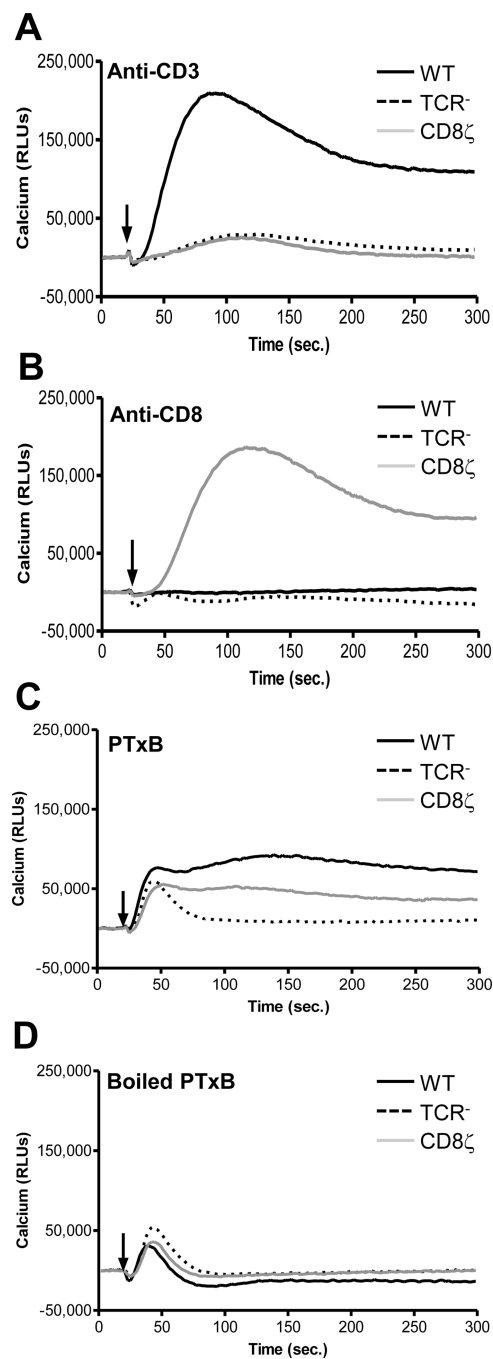 A
Anti-CD3
WT
TCR-
CD8ζ
Calcium (RLUs)
250,000
150,000
50,000
-50,000
0 50 100 150 200 250 300
Time (sec.)
B
Anti-CD8
WT
TCR-
CD8ζ
Calcium (RLUs)
250,000
150,000
50,000
-50,000
0 50 100 150 200 250 300
Time (sec.)
C
PTxB
WT
TCR-
CD8ζ
Calcium (RLUs)
250,000
150,000
50,000
-50,000
0 50 100 150 200 250 300
Time (sec.)
D
Boiled PTxB
WT
TCR-
CD8ζ
Calcium (RLUs)
250,000
150,000
50,000
-50,000
0 50 100 150 200 250 300
Time (sec.)